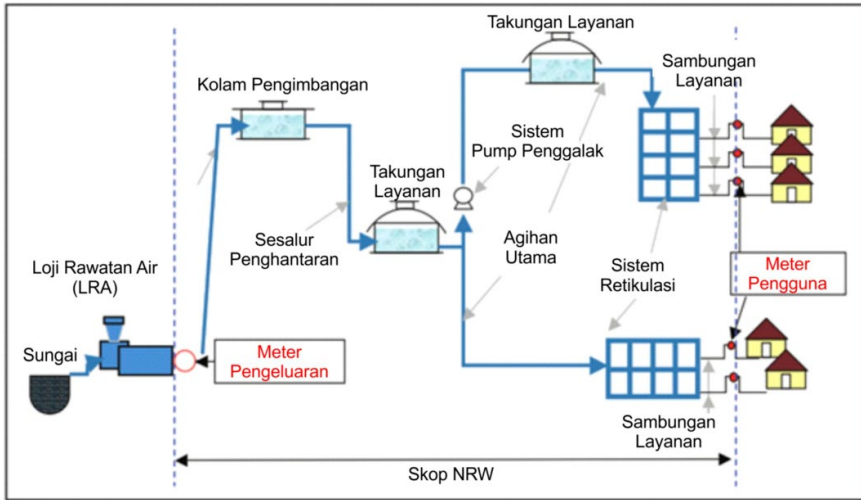 Takungan Layanan
Kolam Pengimbangan
Sambungan
Layanan
Sistem
Pump Penggalak
Takungan
Layanan
Sesalur
Penghantaran
Agihan
Utama
Sistem
Retikulasi
Meter
Pengguna
Loji Rawatan Air
(LRA)
Sungai
Meter
Pengeluaran
Sambungan
Layanan
Skop NRW